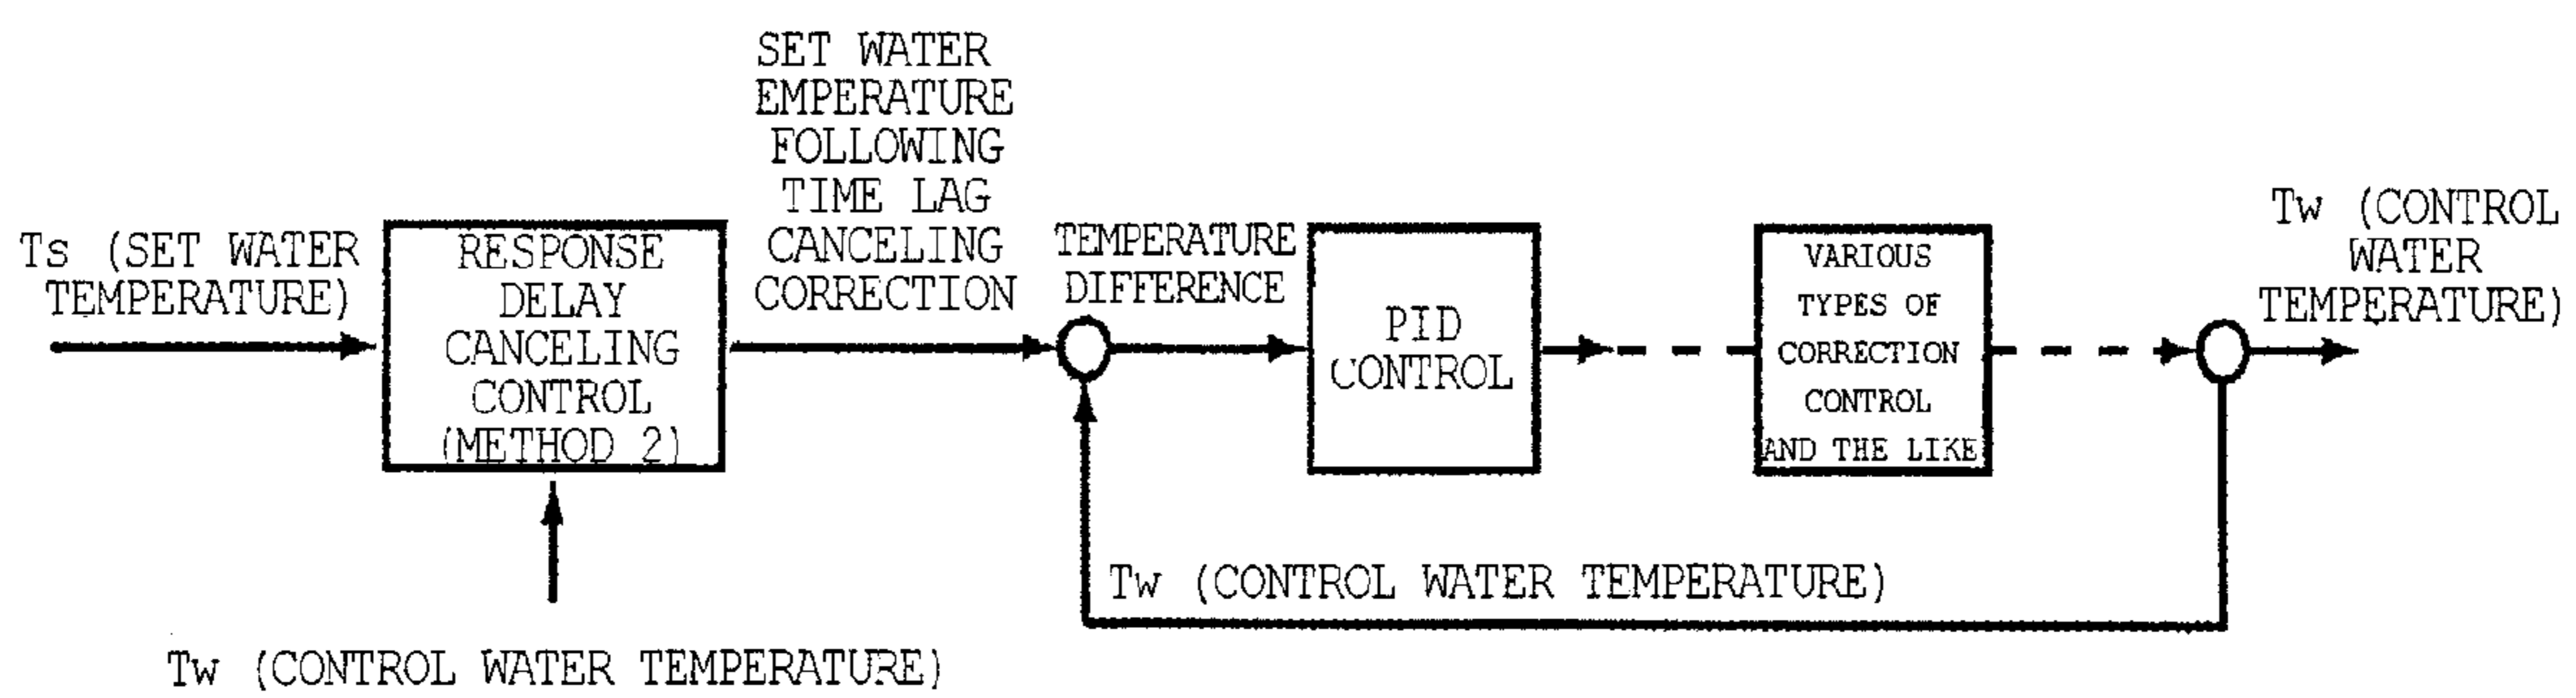 Ts (SET WATER
TEMPERATURE)
RESPONSE
DELAY
CANCELING
CONTROL
(METHOD 2)
Tw (CONTROL WATER TEMPERATURE)
SET WATER
EMPERATURE
FOLLOWING
TIME LAG
CANCELING
CORRECTION
TEMPERATURE
DIFFERENCE
PID
CONTROL
VARIOUS
TYPES OF
CORRECTION
CONTROL
AND THE LIKE
Tw (CONTROL
WATER
TEMPERATURE)
Tw (CONTROL WATER TEMPERATURE)